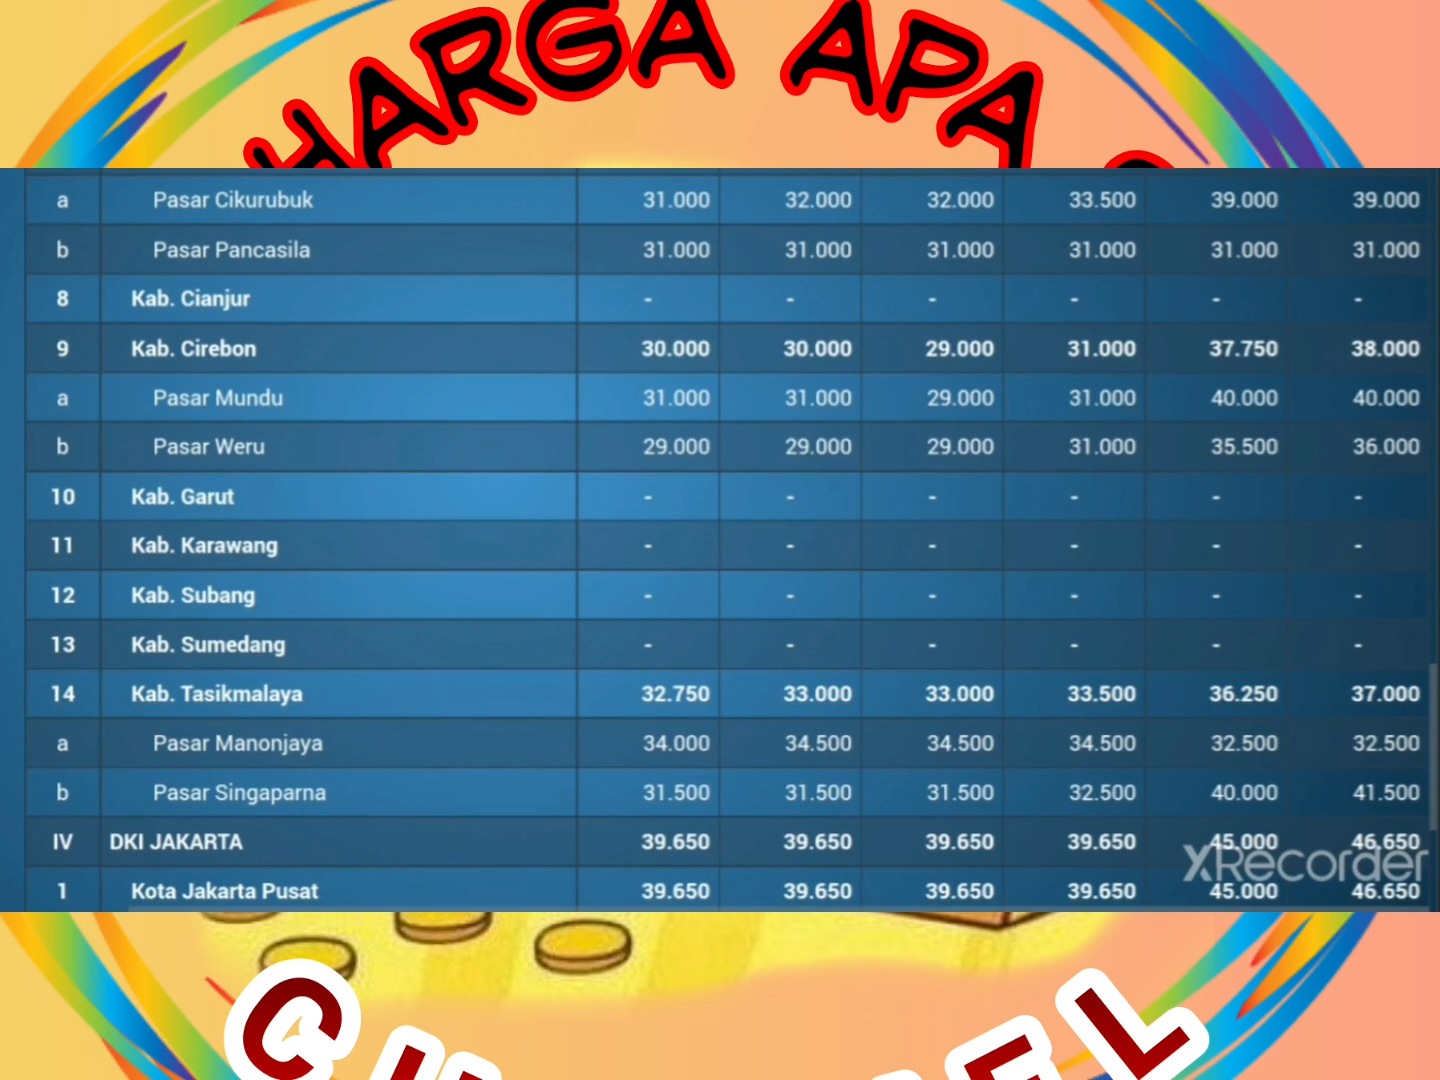 HARGA APA
a Pasar Cikurubuk 31.000 32.000 32.000 33.500 39.000 39.000
b Pasar Pancasila 31.000 31.000 31.000 31.000 31.000 31.000
8 Kab. Cianjur - - - - - -
9 Kab. Cirebon 30.000 30.000 29.000 31.000 37.750 38.000
a Pasar Mundu 31.000 31.000 29.000 31.000 40.000 40.000
b Pasar Weru 29.000 29.000 29.000 31.000 35.500 36.000
10 Kab. Garut - - - - - -
11 Kab. Karawang - - - - - -
12 Kab. Subang - - - - - -
13 Kab. Sumedang - - - - - -
14 Kab. Tasikmalaya 32.750 33.000 33.000 33.500 36.250 37.000
a Pasar Manonjaya 34.000 34.500 34.500 34.500 32.500 32.500
b Pasar Singaparna 31.500 31.500 31.500 32.500 40.000 41.500
IV DKI JAKARTA 39.650 39.650 39.650 39.650 45.000 46.650
XRecorder
1 Kota Jakarta Pusat 39.650 39.650 39.650 39.650 45.000 46.650